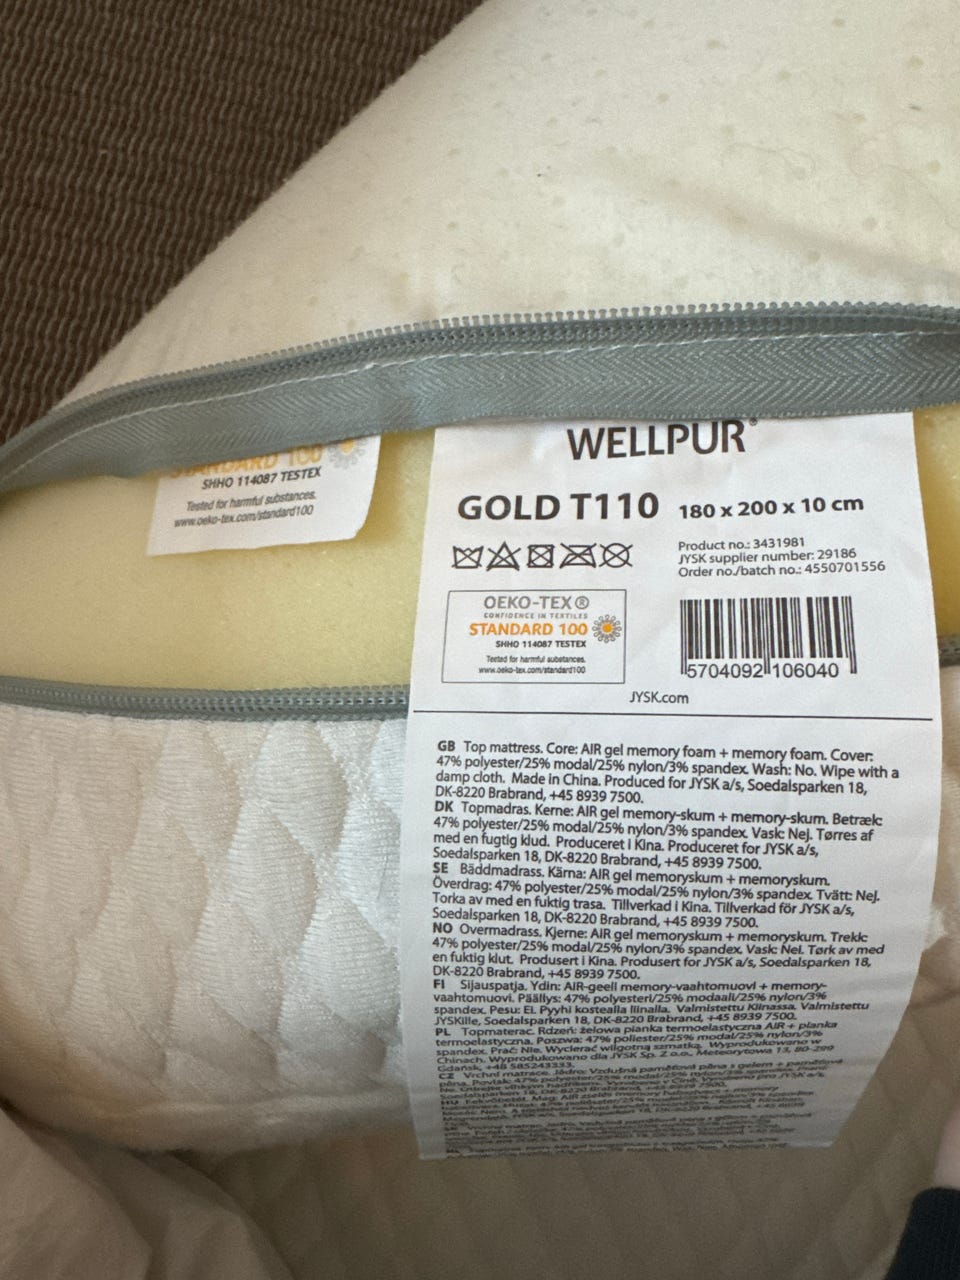 STANDARD 100
SHHO 114087 TESTEX
Tested for harmful substances.
www.oeko-tex.com/standard100
WELLPUR®
GOLD T110 180 x 200 x 10 cm
Product no.: 3431981
JYSK supplier number: 29186
Order no./batch no.: 4550701556
OEKO-TEX®
CONFIDENCE IN TEXTILES
STANDARD 100
SHHO 114087 TESTEX
Tested for harmful substances.
www.oeko-tex.com/standard100
5704092 106040
JYSK.com
GB Top mattress. Core: AIR gel memory foam + memory foam. Cover:
47% polyester/25% modal/25% nylon/3% spandex. Wash: No. Wipe with a
damp cloth. Made in China. Produced for JYSK a/s, Soedalsparken 18,
DK-8220 Brabrand, +45 8939 7500.
DK Topmadras. Kerne: AIR gel memory-skum + memory-skum. Betræk:
47% polyester/25% modal/25% nylon/3% spandex. Vask: Nej. Tørres af
med en fugtig klud. Produceret i Kina. Produceret for JYSK a/s,
Soedalsparken 18, DK-8220 Brabrand, +45 8939 7500.
SE Bäddmadrass. Kärna: AIR gel memoryskum + memoryskum.
Överdrag: 47% polyester/25% modal/25% nylon/3% spandex. Tvätt: Nej.
Torka av med en fuktig trasa. Tillverkad i Kina. Tillverkad för JYSK a/s,
Soedalsparken 18, DK-8220 Brabrand, +45 8939 7500.
NO Overmadrass. Kjerne: AIR gel memoryskum + memoryskum. Trekk:
47% polyester/25% modal/25% nylon/3% spandex. Vask: Nei. Tørk av med
en fuktig klut. Produsert i Kina. Produsert for JYSK a/s, Soedalsparken 18,
DK-8220 Brabrand, +45 8939 7500.
FI Sijauspatja. Ydin: AIR-geeli memory-vaahtomuovi + memory-
vaahtomuovi. Päällys: 47% polyesteri/25% modaali/25% nylon/3%
spandex. Pesu: Ei. Pyyhi kostealla liinalla. Valmistettu Kiinassa. Valmistettu
JYSKille, Soedalsparken 18, DK-8220 Brabrand, +45 8939 7500.
PL Topmaterac. Rdzeń: żelowa pianka termoelastyczna AIR + pianka
termoelastyczna. Poszwa: 47% poliester/25% modal/25% nylon/3%
spandex. Prać: Nie. Wycierać wilgotną szmatką. Wyprodukowano w
Chinach. Wyprodukowano dla JYSK Sp. Z o.o., Meteorytowa 13, 80-299
Gdańsk, +48 585243333.
CZ Vrchní matrace.